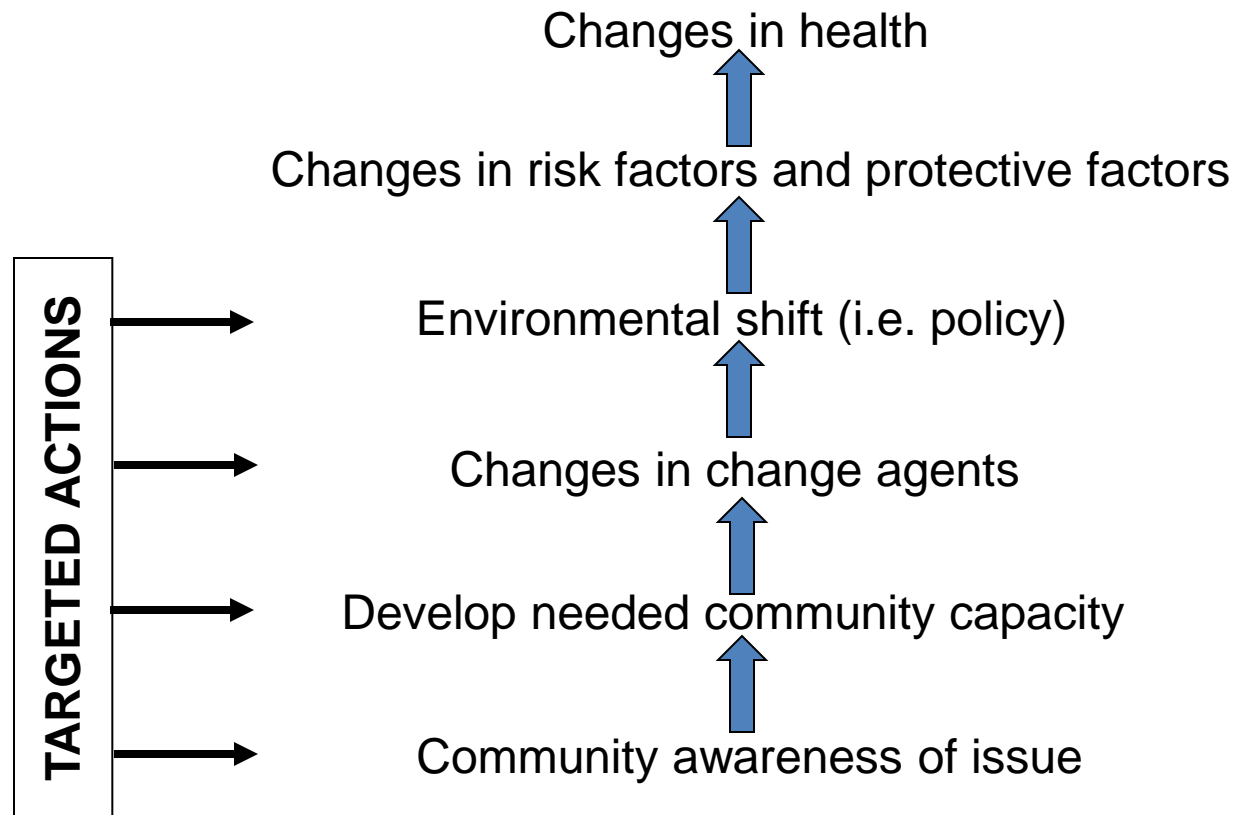 Changes in health
Changes in risk factors and protective factors
Environmental shift (i.e. policy)
Changes in change agents
Develop needed community capacity
Community awareness of issue
TARGETED ACTIONS